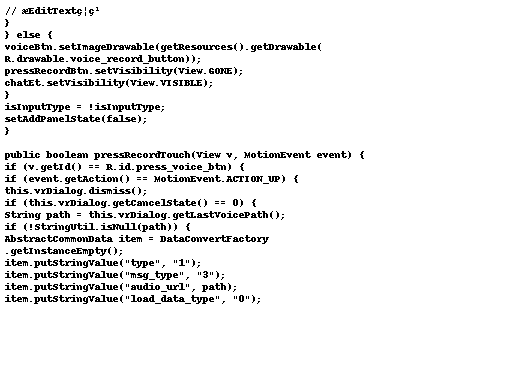 // æEditTextç¦ç¹
}
} else {
voiceBtn.setImageDrawable(getResources().getDrawable(
R.drawable.voice_record_button));
pressRecordBtn.setVisibility(View.GONE);
chatEt.setVisibility(View.VISIBLE);
}
isInputType = !isInputType;
setAddPanelState(false);
}

public boolean pressRecordTouch(View v, MotionEvent event) {
if (v.getId() == R.id.press_voice_btn) {
if (event.getAction() == MotionEvent.ACTION_UP) {
this.vrDialog.dismiss();
if (this.vrDialog.getCancelState() == 0) {
String path = this.vrDialog.getLastVoicePath();
if (!StringUtil.isNull(path)) {
AbstractCommonData item = DataConvertFactory
.getInstanceEmpty();
item.putStringValue("type", "1");
item.putStringValue("msg_type", "3");
item.putStringValue("audio_url", path);
item.putStringValue("load_data_type", "0");